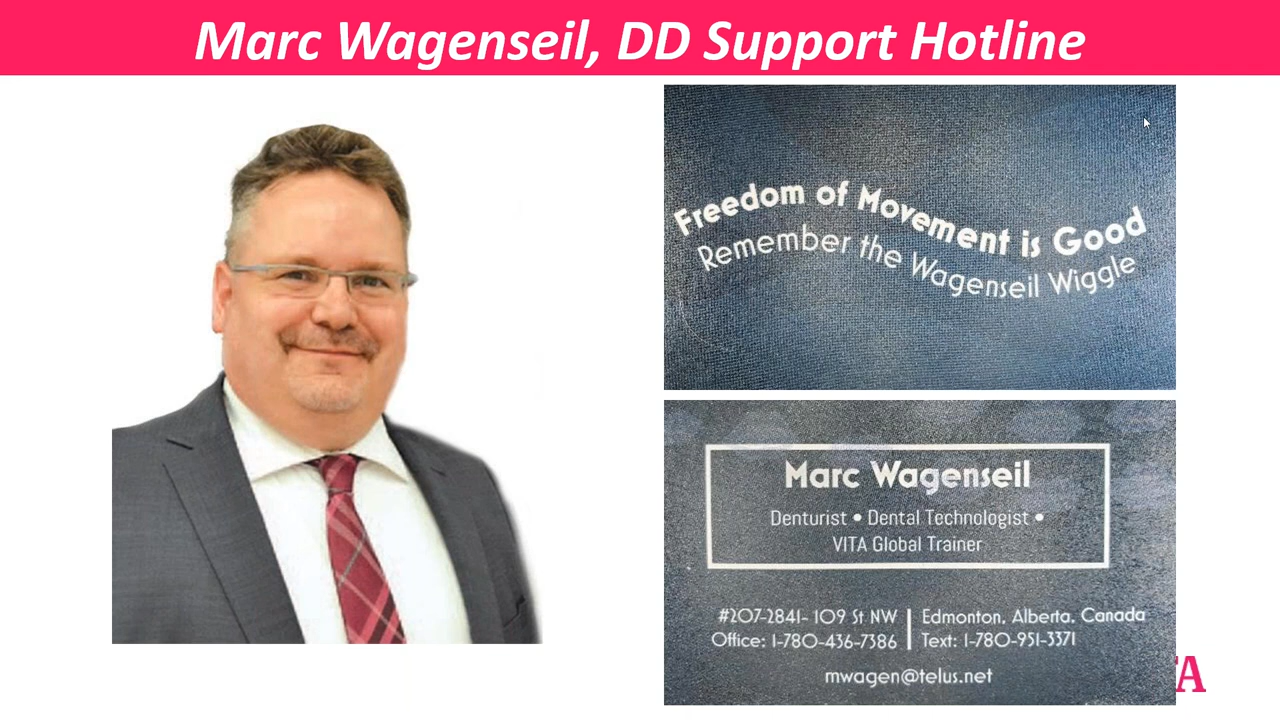 Marc Wagenseil, DD Support Hotline
Freedom of Movement is Good
Remember the Wagenseil Wiggle
Marc Wagenseil
Denturist • Dental Technologist •
VITA Global Trainer
#207-2841- 109 St NW | Edmonton, Alberta, Canada
Office: 1-780-436-7386 | Text: 1-780-951-3371
mwagen@telus.net